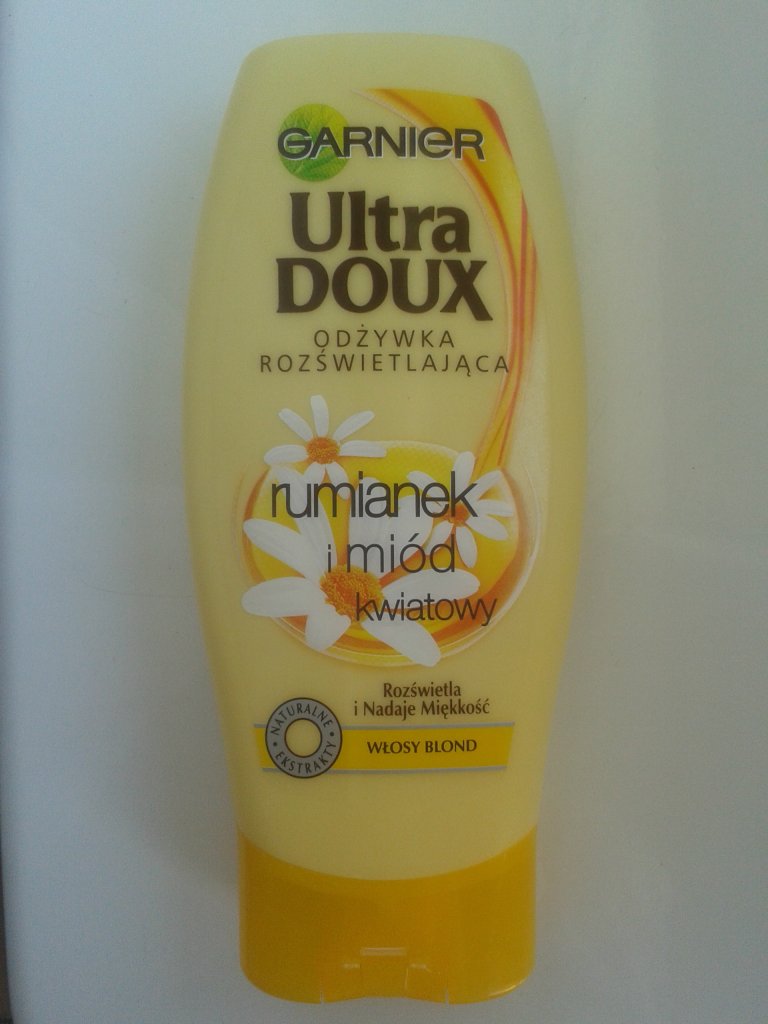 GARNIER
Ultra
DOUX
ODŻYWKA
ROZŚWIETLAJĄCA
rumianek
i miód
kwiatowy
Rozświetla
i Nadaje Miękkość
WŁOSY BLOND
NATURALNE
EKSTRAKTY